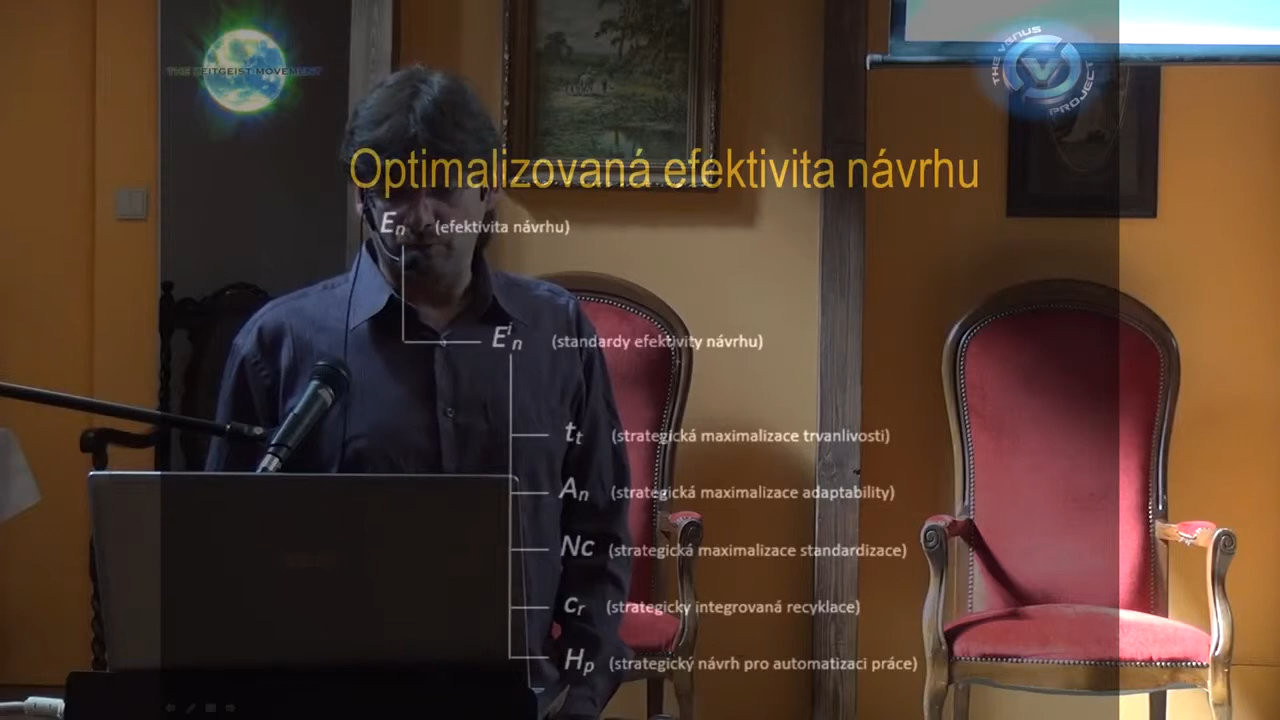 THE ZEITGEIST MOVEMENT
THE VENUS
PROJECT
Optimalizovaná efektivita návrhu
En (efektivita návrhu)
Ein (standardy efektivity návrhu)
tt (strategická maximalizace trvanlivosti)
An (strategická maximalizace adaptability)
Nc (strategická maximalizace standardizace)
cr (strategicky integrovaná recyklace)
Hp (strategický návrh pro automatizaci práce)